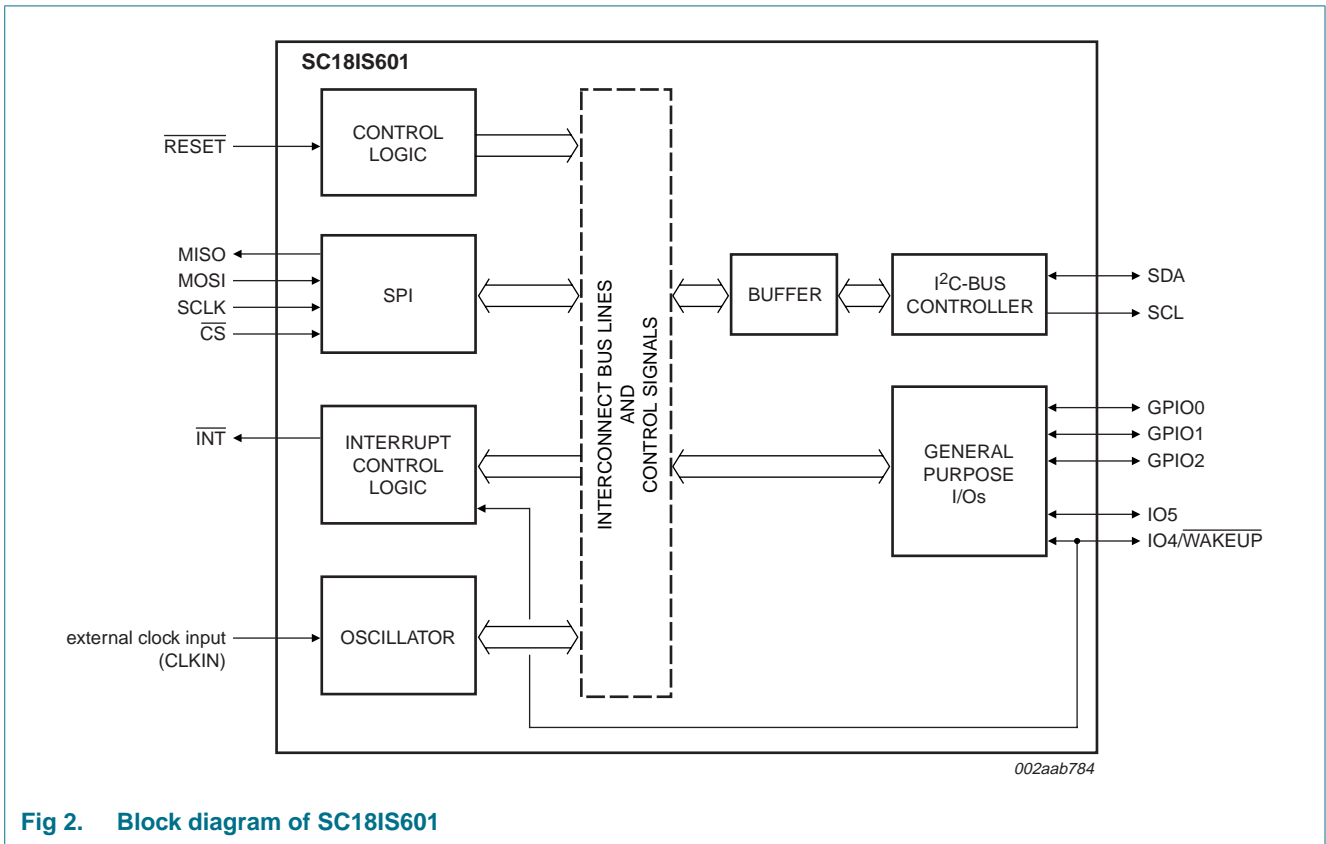 SC18IS601
RESET
CONTROL
LOGIC
MISO
MOSI
SCLK
CS
SPI
INT
INTERRUPT
CONTROL
LOGIC
external clock input
(CLKIN)
OSCILLATOR
INTERCONNECT BUS LINES
AND
CONTROL SIGNALS
BUFFER
I²C-BUS
CONTROLLER
SDA
SCL
GENERAL
PURPOSE
I/Os
GPIO0
GPIO1
GPIO2
IO5
IO4/WAKEUP
002aab784
Fig 2. Block diagram of SC18IS601